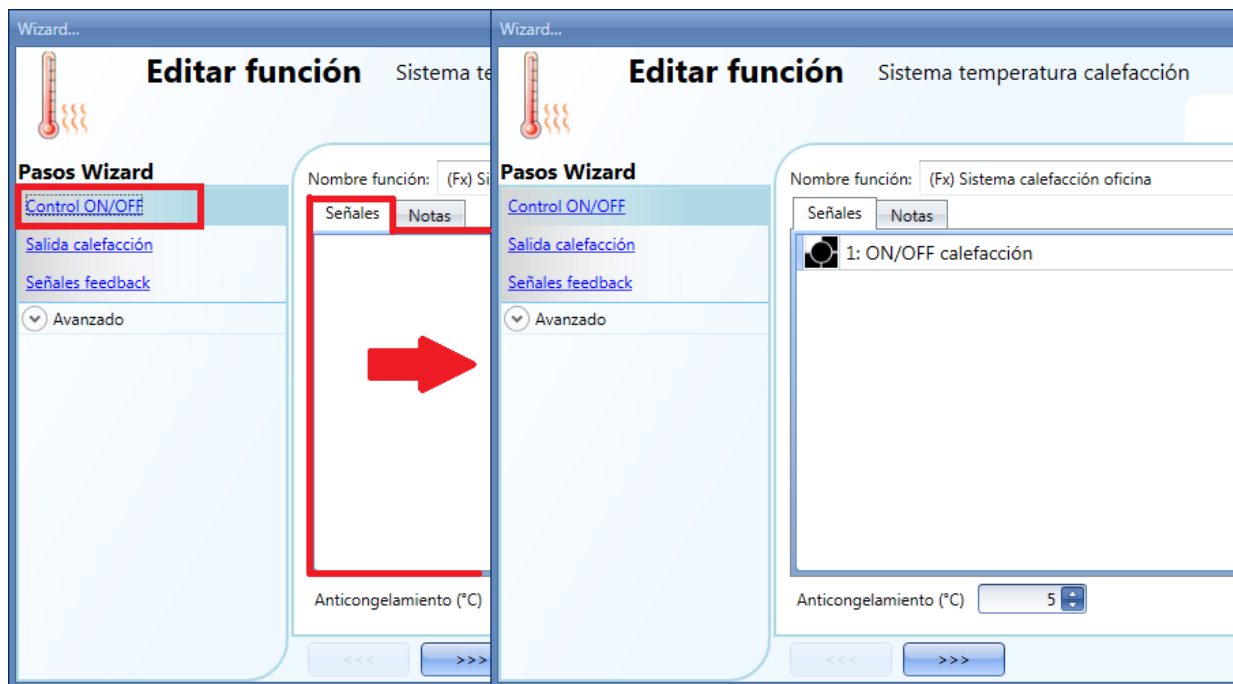 Wizard...
Editar función Sistema te
Pasos Wizard
Control ON/OFF
Salida calefacción
Señales feedback
Avanzado
Nombre función: (Fx) Si
Señales Notas
Anticongelamiento (°C)
<<< >>>
Wizard...
Editar función Sistema temperatura calefacción
Pasos Wizard
Control ON/OFF
Salida calefacción
Señales feedback
Avanzado
Nombre función: (Fx) Sistema calefacción oficina
Señales Notas
1: ON/OFF calefacción
Anticongelamiento (°C) 5
<<< >>>